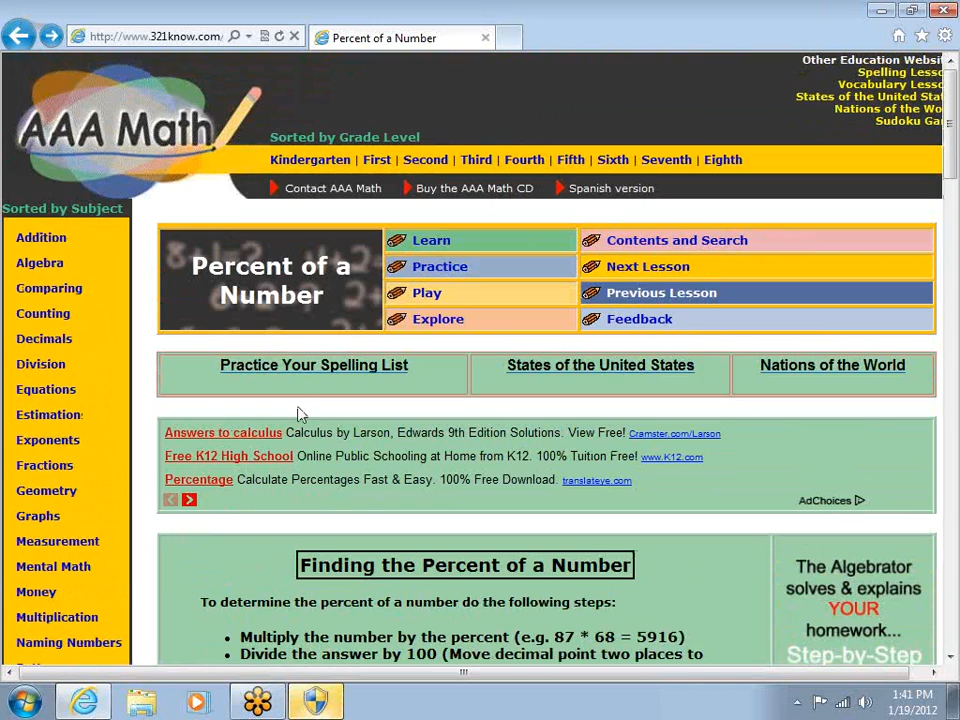 http://www.321know.com/
Percent of a Number
Other Education Websi
Spelling Lesso
Vocabulary Lesso
States of the United Stat
Nations of the Wo
Sudoku Ga
AAA Math
Sorted by Grade Level
Kindergarten | First | Second | Third | Fourth | Fifth | Sixth | Seventh | Eighth
Contact AAA Math
Buy the AAA Math CD
Spanish version
Sorted by Subject
Addition
Algebra
Comparing
Counting
Decimals
Division
Equations
Estimation
Exponents
Fractions
Geometry
Graphs
Measurement
Mental Math
Money
Multiplication
Naming Numbers
Percent of a
Number
Learn
Contents and Search
Practice
Next Lesson
Play
Previous Lesson
Explore
Feedback
Practice Your Spelling List
States of the United States
Nations of the World
Answers to calculus Calculus by Larson, Edwards 9th Edition Solutions. View Free! Cramster.com/Larson
Free K12 High School Online Public Schooling at Home from K12. 100% Tuition Free! www.K12.com
Percentage Calculate Percentages Fast & Easy. 100% Free Download. translateye.com
AdChoices
Finding the Percent of a Number
To determine the percent of a number do the following steps:
• Multiply the number by the percent (e.g. 87 * 68 = 5916)
• Divide the answer by 100 (Move decimal point two places to
The Algebrator
solves & explains
YOUR
homework...
Step-by-Step
1:41 PM
1/19/2012